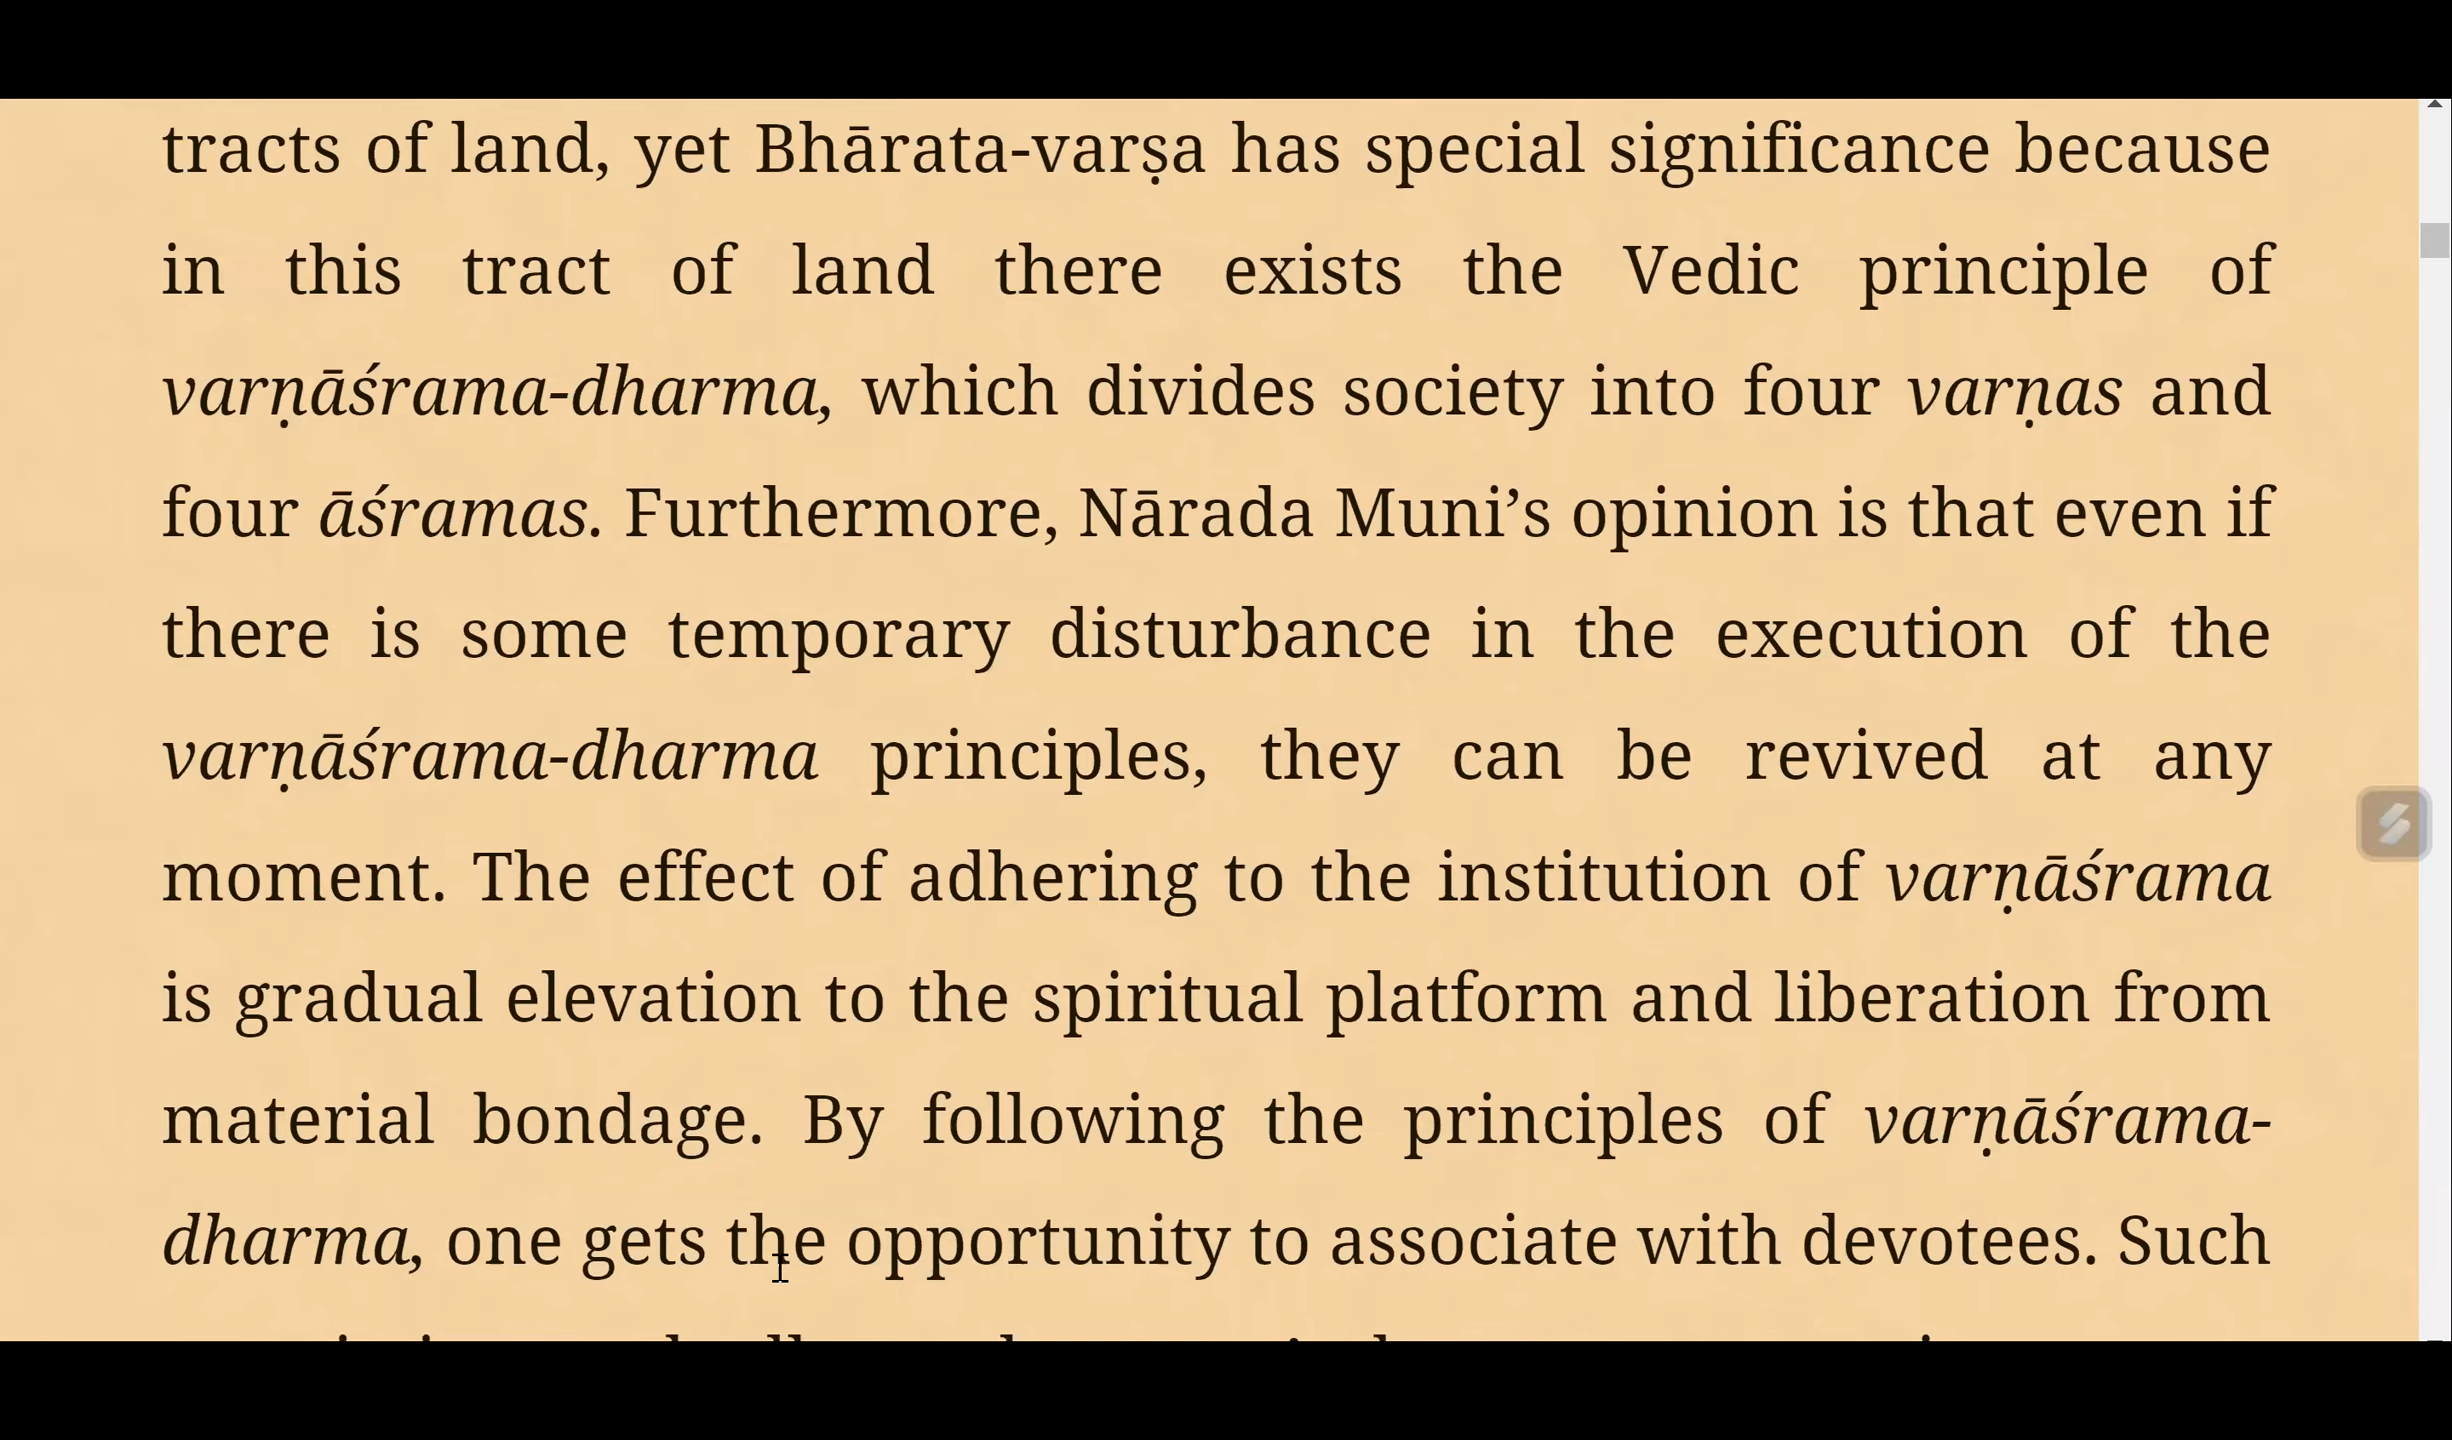 tracts of land, yet Bhārata-varṣa has special significance because
in this tract of land there exists the Vedic principle of
varṇāśrama-dharma, which divides society into four varṇas and
four āśramas. Furthermore, Nārada Muni’s opinion is that even if
there is some temporary disturbance in the execution of the
varṇāśrama-dharma principles, they can be revived at any
moment. The effect of adhering to the institution of varṇāśrama
is gradual elevation to the spiritual platform and liberation from
material bondage. By following the principles of varṇāśrama-
dharma, one gets the opportunity to associate with devotees. Such